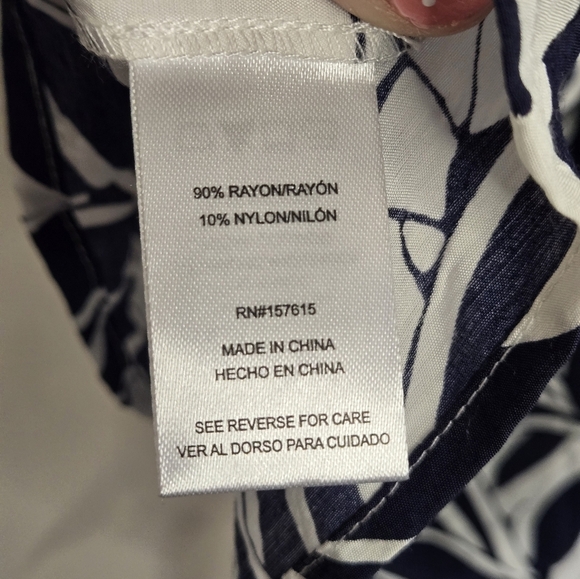 90% RAYON/RAYÓN
10% NYLON/NILÓN
RN#157615
MADE IN CHINA
HECHO EN CHINA
SEE REVERSE FOR CARE
VER AL DORSO PARA CUIDADO